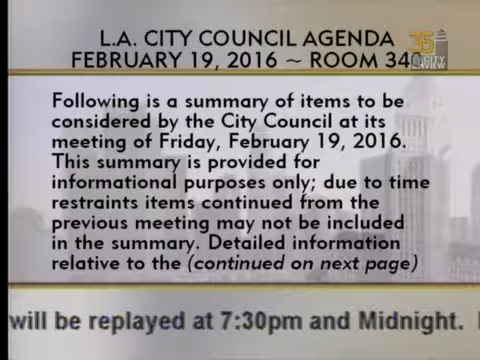 L.A. CITY COUNCIL AGENDA
FEBRUARY 19, 2016 ~ ROOM 340
35
CITY
VIEW
Following is a summary of items to be
considered by the City Council at its
meeting of Friday, February 19, 2016.
This summary is provided for
informational purposes only; due to time
restraints items continued from the
previous meeting may not be included
in the summary. Detailed information
relative to the (continued on next page)
will be replayed at 7:30pm and Midnight.